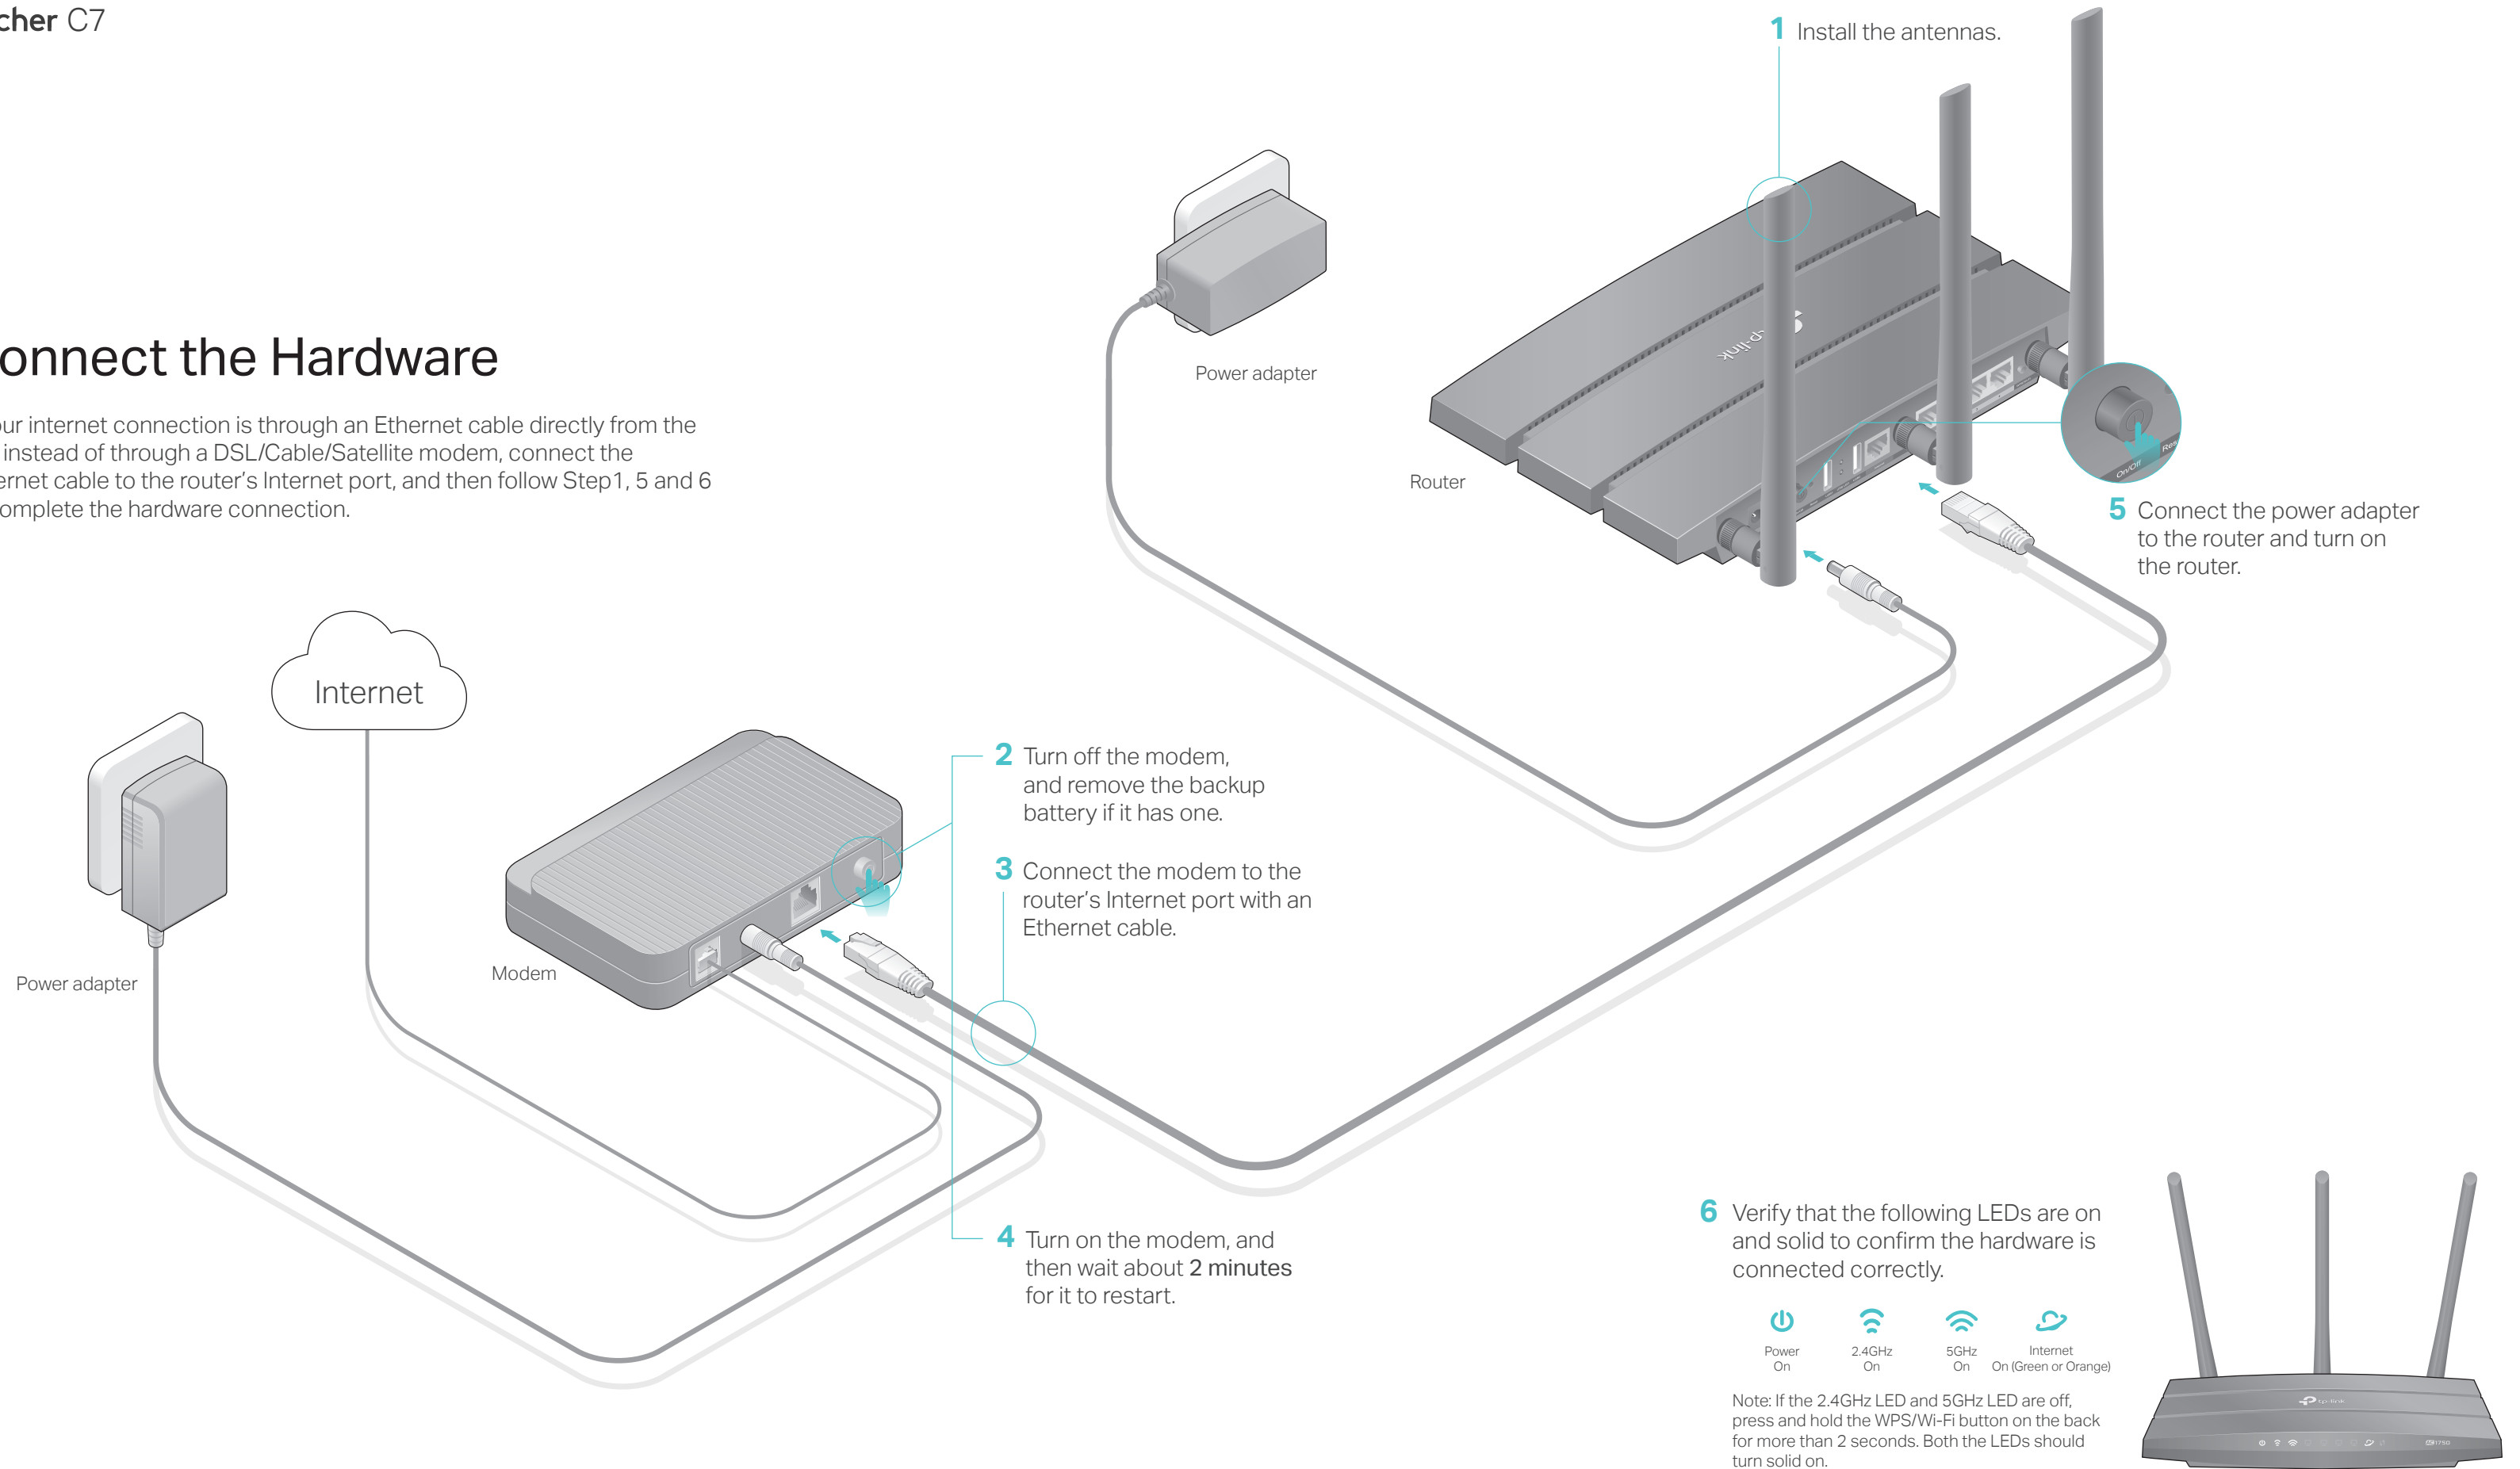 cher C7
onnect the Hardware
our internet connection is through an Ethernet cable directly from the
instead of through a DSL/Cable/Satellite modem, connect the
ernet cable to the router's Internet port, and then follow Step1, 5 and 6
omplete the hardware connection.
1 Install the antennas.
Power adapter
tp-link
Router
On/Off
Res
5 Connect the power adapter
to the router and turn on
the router.
Internet
Power adapter
Modem
2 Turn off the modem,
and remove the backup
battery if it has one.
3 Connect the modem to the
router's Internet port with an
Ethernet cable.
4 Turn on the modem, and
then wait about 2 minutes
for it to restart.
6 Verify that the following LEDs are on
and solid to confirm the hardware is
connected correctly.
Power
On
2.4GHz
On
5GHz
On
Internet
On (Green or Orange)
Note: If the 2.4GHz LED and 5GHz LED are off,
press and hold the WPS/Wi-Fi button on the back
for more than 2 seconds. Both the LEDs should
turn solid on.
tp-link
AC1750